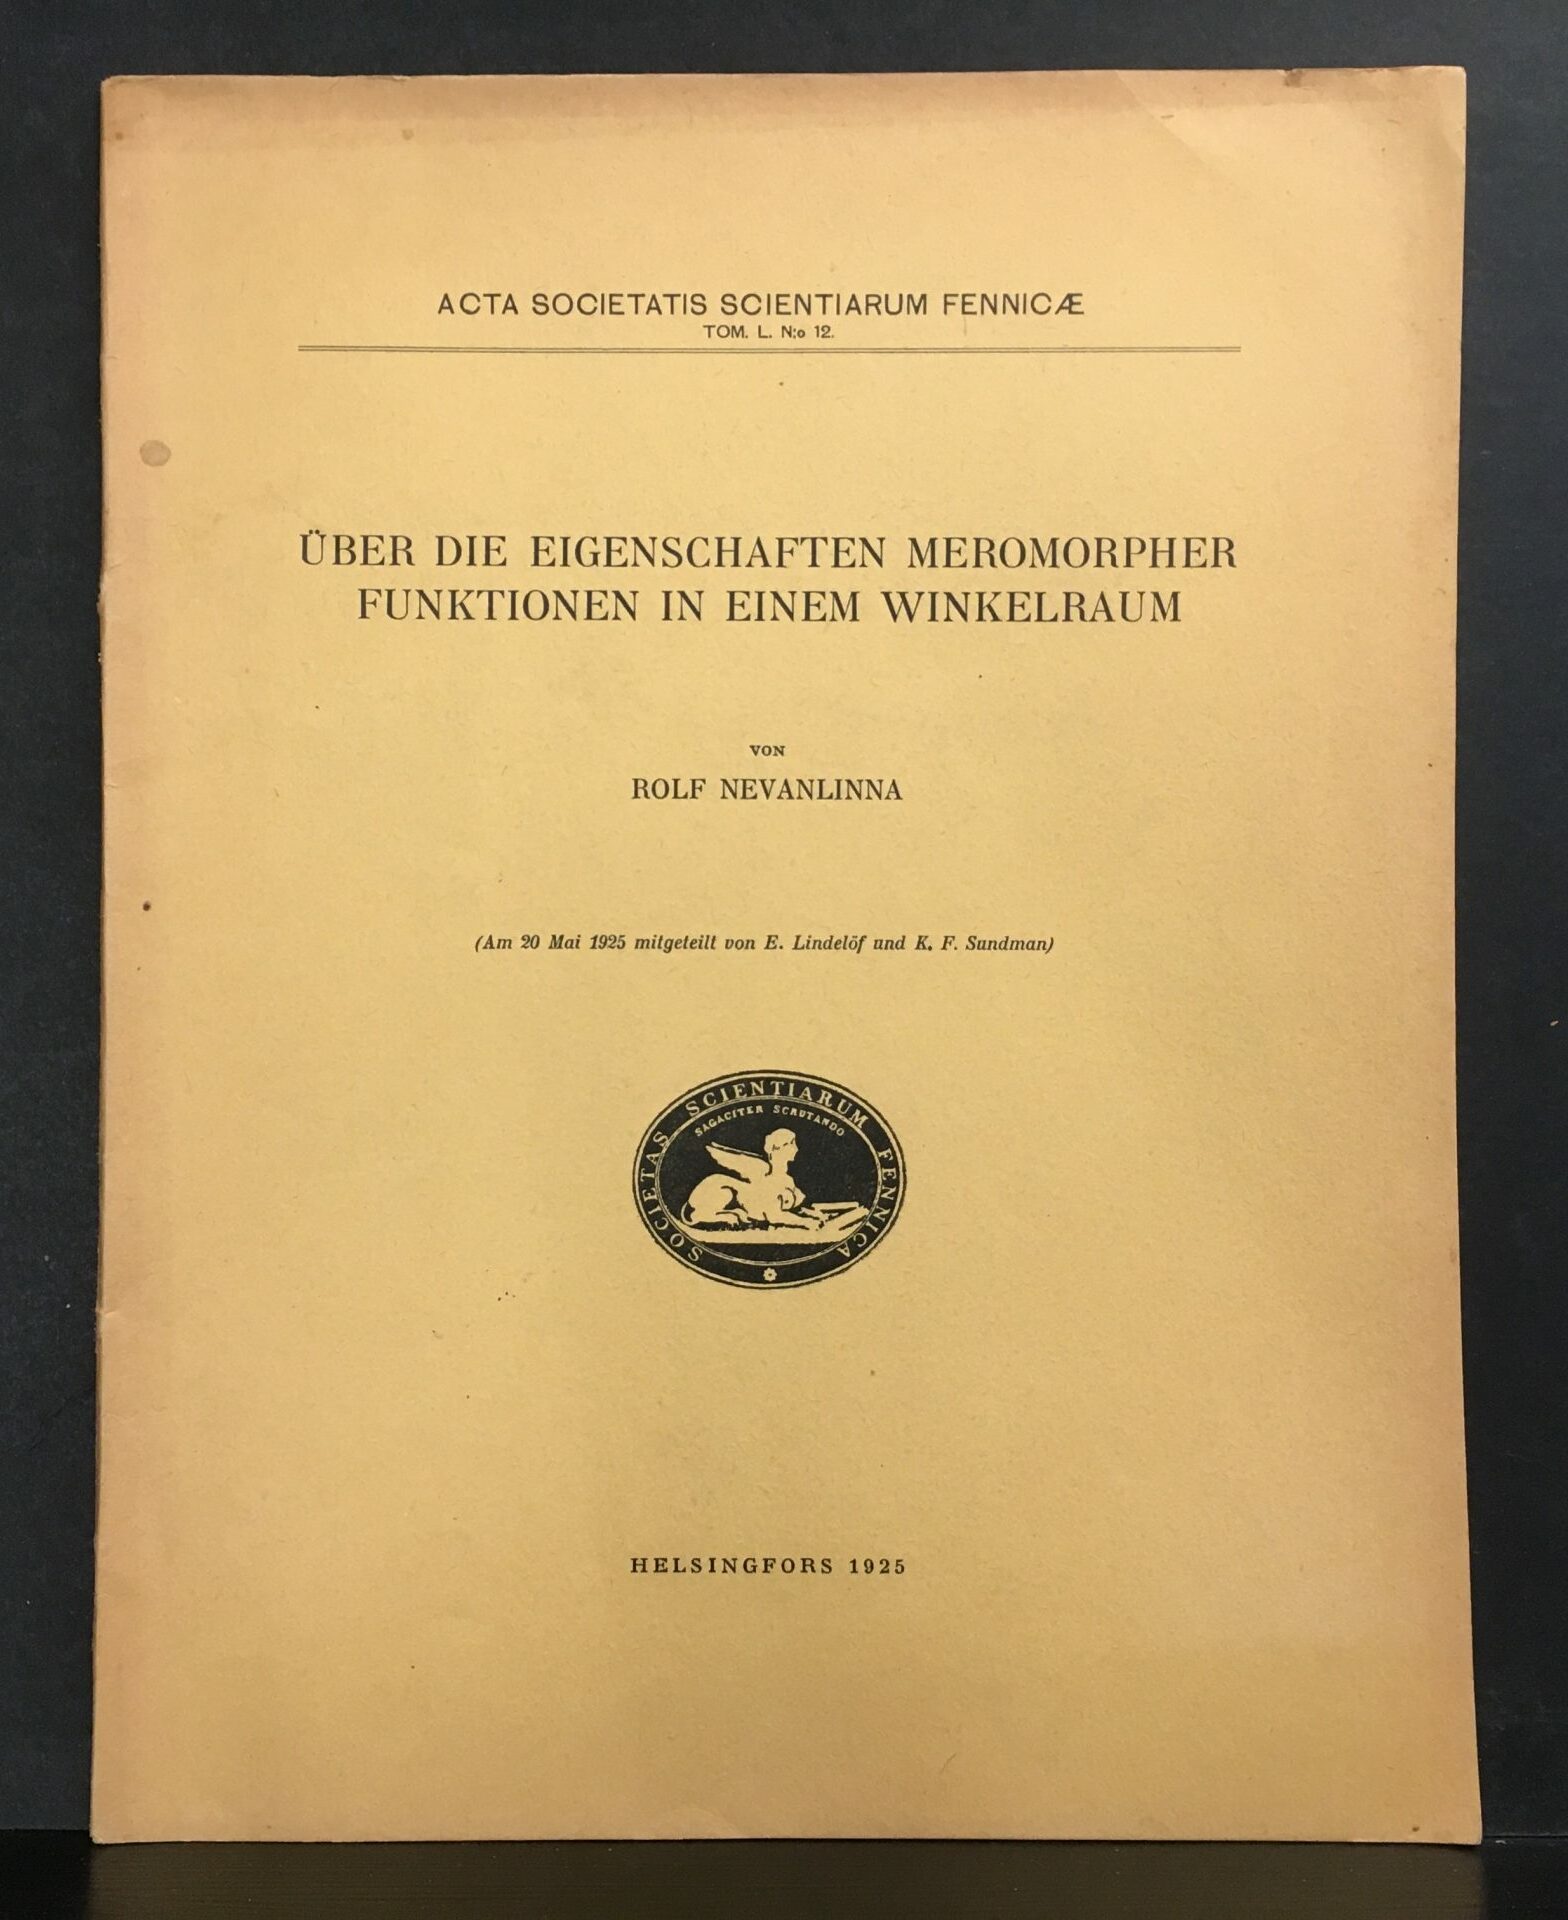 ACTA SOCIETATIS SCIENTIARUM FENNICÆ
TOM. L. N:o 12.
ÜBER DIE EIGENSCHAFTEN MEROMORPHER
FUNKTIONEN IN EINEM WINKELRAUM
VON
ROLF NEVANLINNA
(Am 20 Mai 1925 mitgeteilt von E. Lindelöf und K. F. Sundman)
SOCIETAS SCIENTIARUM FENNICA
SAGACITER SCRUTANDO
HELSINGFORS 1925